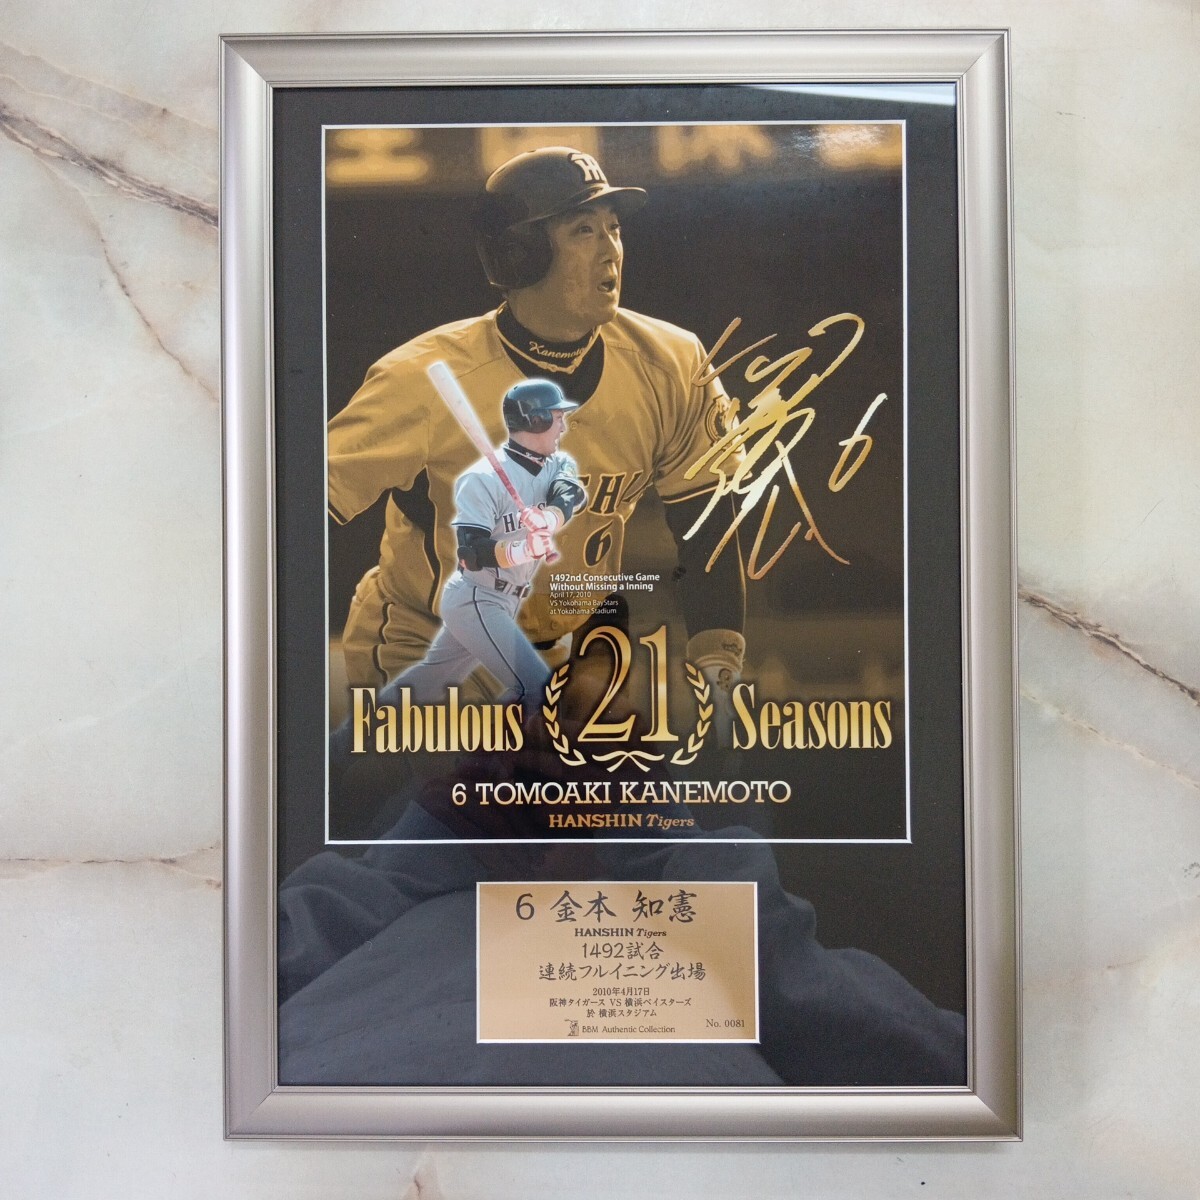 Kanemoto
6
6
1492nd Consecutive Game
Without Missing a Inning
April 17, 2010
VS Yokohama BayStars
at Yokohama Stadium
Fabulous 21 Seasons
6 TOMOAKI KANEMOTO
HANSHIN Tigers
6 金本 知憲
HANSHIN Tigers
1492試合
連続フルイニング出場
2010年4月17日
阪神タイガース VS 横浜ベイスターズ
於 横浜スタジアム
BBM Authentic Collection
No. 0081